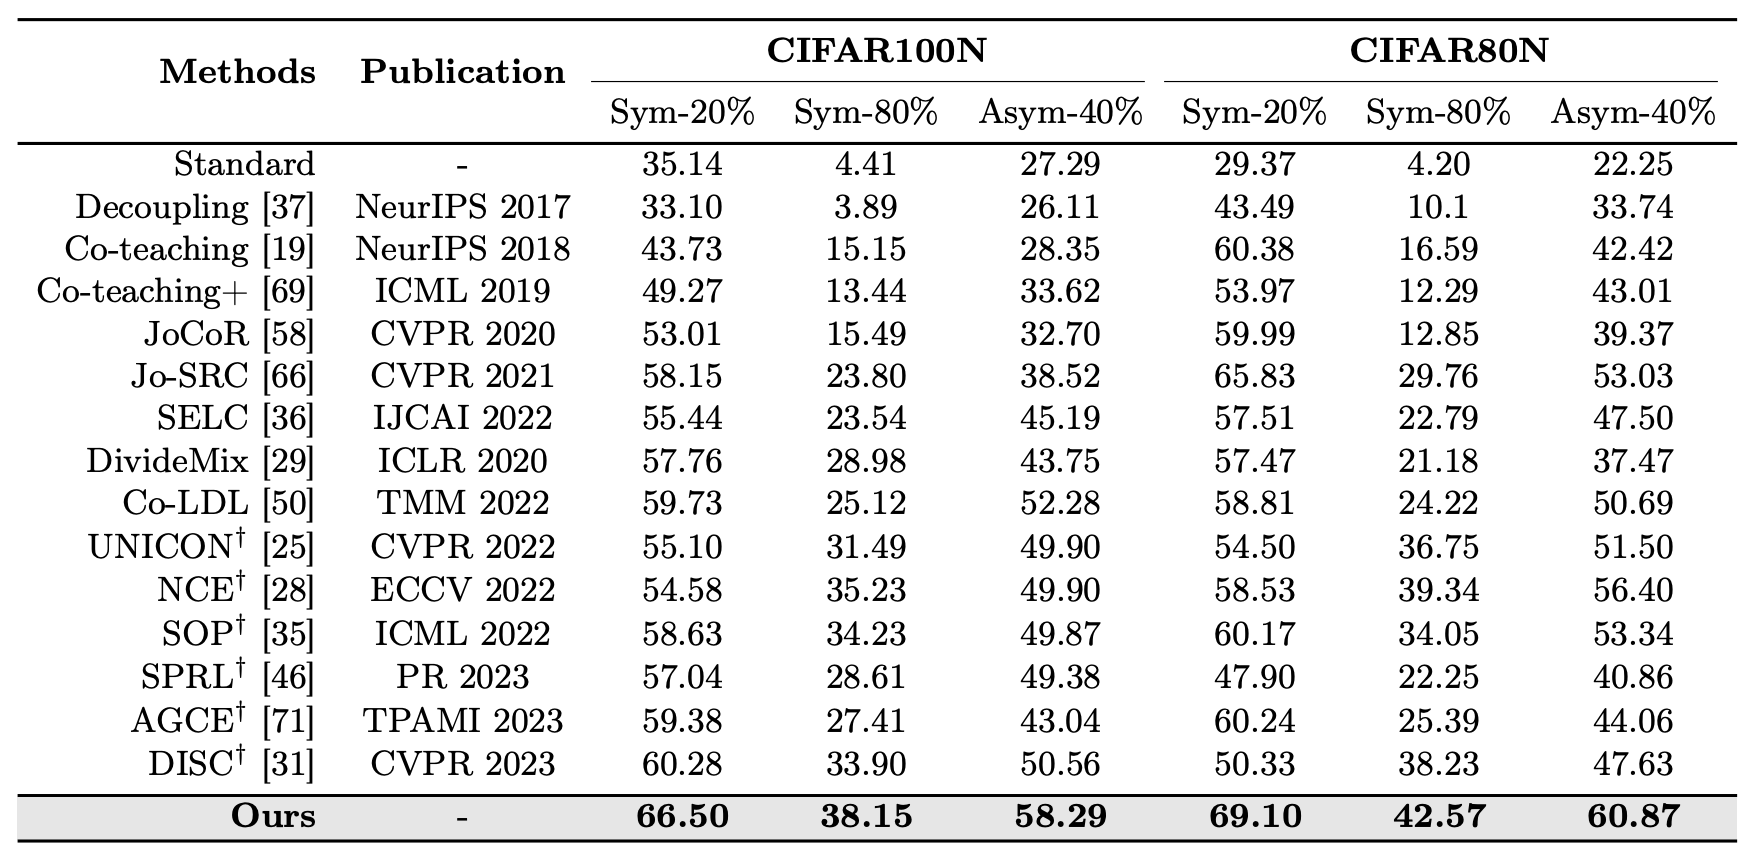 Methods Publication CIFAR100N CIFAR80N
Sym-20% Sym-80% Asym-40% Sym-20% Sym-80% Asym-40%
Standard - 35.14 4.41 27.29 29.37 4.20 22.25
Decoupling [37] NeurIPS 2017 33.10 3.89 26.11 43.49 10.1 33.74
Co-teaching [19] NeurIPS 2018 43.73 15.15 28.35 60.38 16.59 42.42
Co-teaching+ [69] ICML 2019 49.27 13.44 33.62 53.97 12.29 43.01
JoCoR [58] CVPR 2020 53.01 15.49 32.70 59.99 12.85 39.37
Jo-SRC [66] CVPR 2021 58.15 23.80 38.52 65.83 29.76 53.03
SELC [36] IJCAI 2022 55.44 23.54 45.19 57.51 22.79 47.50
DivideMix [29] ICLR 2020 57.76 28.98 43.75 57.47 21.18 37.47
Co-LDL [50] TMM 2022 59.73 25.12 52.28 58.81 24.22 50.69
UNICON† [25] CVPR 2022 55.10 31.49 49.90 54.50 36.75 51.50
NCE† [28] ECCV 2022 54.58 35.23 49.90 58.53 39.34 56.40
SOP† [35] ICML 2022 58.63 34.23 49.87 60.17 34.05 53.34
SPRL† [46] PR 2023 57.04 28.61 49.38 47.90 22.25 40.86
AGCE† [71] TPAMI 2023 59.38 27.41 43.04 60.24 25.39 44.06
DISC† [31] CVPR 2023 60.28 33.90 50.56 50.33 38.23 47.63
Ours - 66.50 38.15 58.29 69.10 42.57 60.87